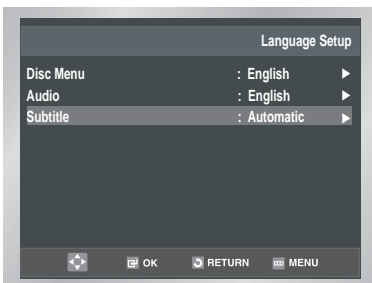 Language Setup
Disc Menu : English ▶
Audio : English ▶
Subtitle : Automatic ▶
OK RETURN MENU